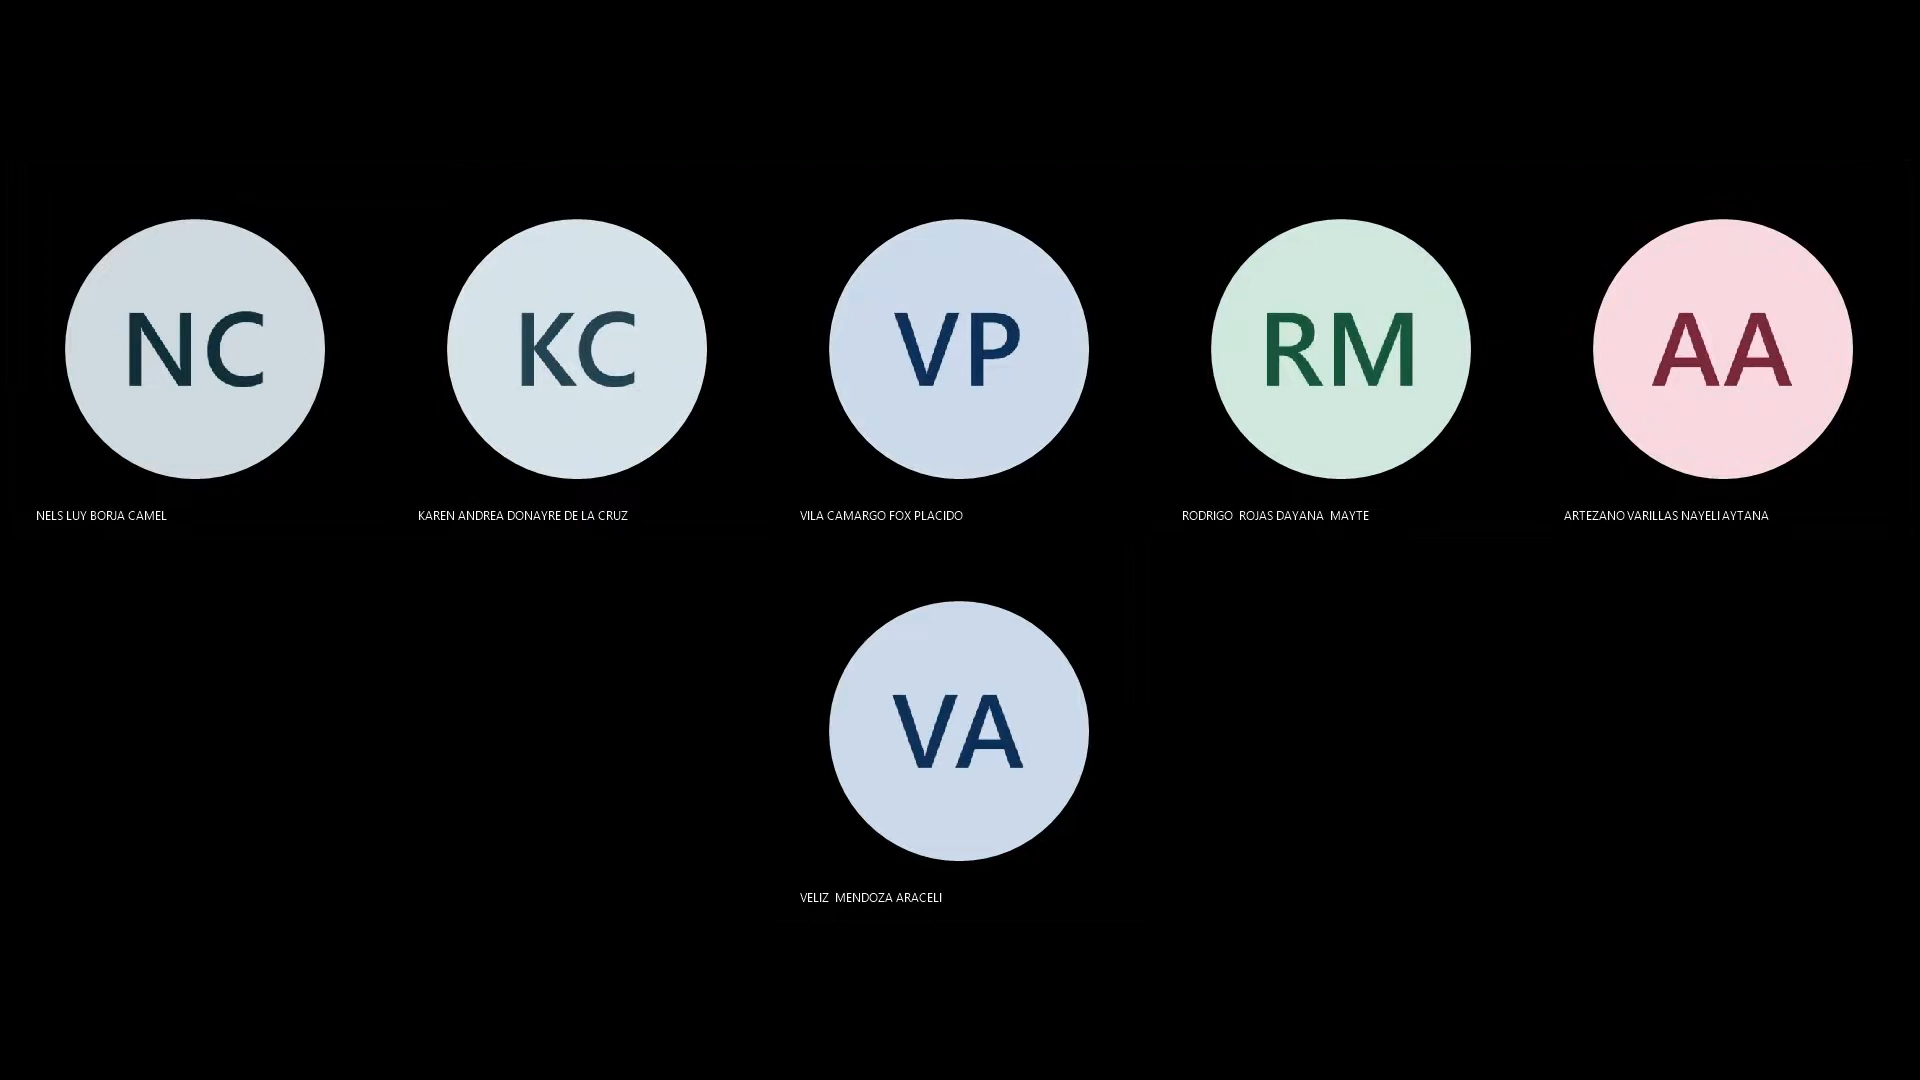 NC
KC
VP
RM
AA
NELS LUY BORJA CAMEL
KAREN ANDREA DONAYRE DE LA CRUZ
VILA CAMARGO FOX PLACIDO
RODRIGO ROJAS DAYANA MAYTE
ARTEZANO VARILLAS NAYELI AYTANA
VA
VELIZ MENDOZA ARACELI